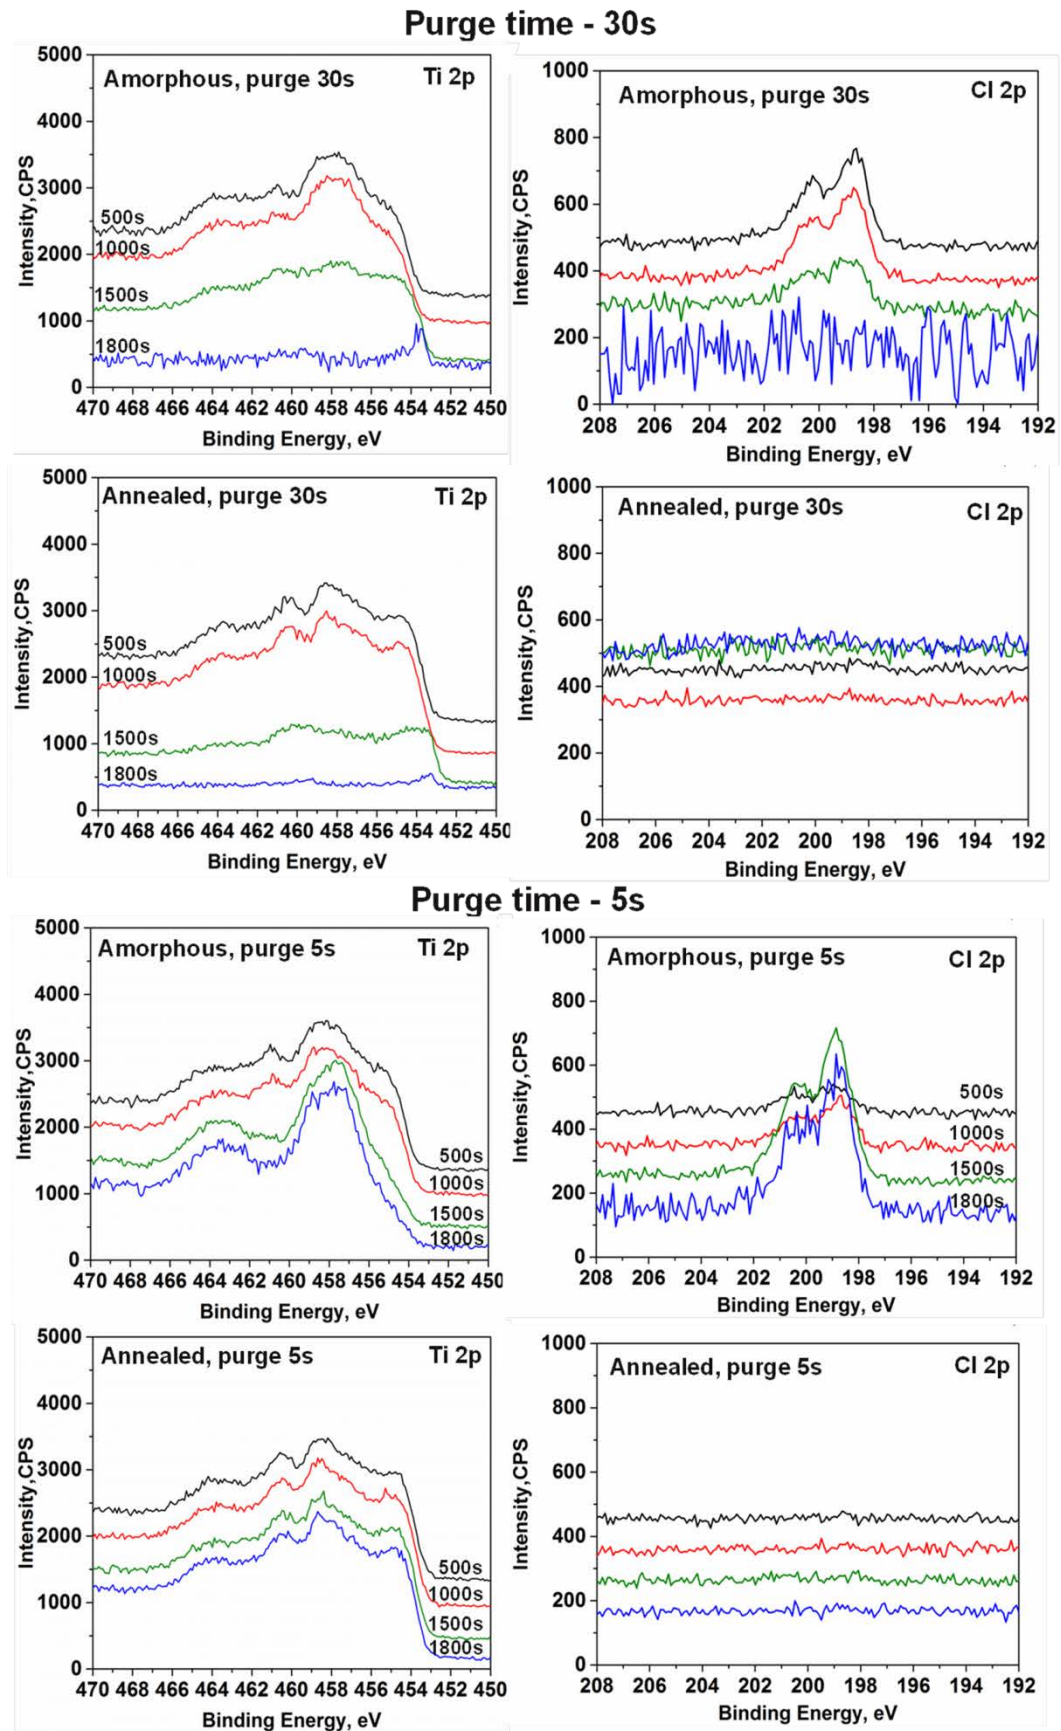 Purge time - 30s
Amorphous, purge 30s
Ti 2p
5000
4000
3000
2000
1000
0
Intensity,CPS
500s
1000s
1500s
1800s
470 468 466 464 462 460 458 456 454 452 450
Binding Energy, eV
Amorphous, purge 30s
Cl 2p
1000
800
600
400
200
0
Intensity,CPS
208 206 204 202 200 198 196 194 192
Binding Energy, eV
Annealed, purge 30s
Ti 2p
5000
4000
3000
2000
1000
0
Intensity,CPS
500s
1000s
1500s
1800s
470 468 466 464 462 460 458 456 454 452 450
Binding Energy, eV
Annealed, purge 30s
Cl 2p
1000
800
600
400
200
0
Intensity,CPS
208 206 204 202 200 198 196 194 192
Binding Energy, eV
Purge time - 5s
Amorphous, purge 5s
Ti 2p
5000
4000
3000
2000
1000
0
Intensity,CPS
500s
1000s
1500s
1800s
470 468 466 464 462 460 458 456 454 452 450
Binding Energy, eV
Amorphous, purge 5s
Cl 2p
1000
800
600
400
200
0
Intensity,CPS
500s
1000s
1500s
1800s
208 206 204 202 200 198 196 194 192
Binding Energy, eV
Annealed, purge 5s
Ti 2p
5000
4000
3000
2000
1000
0
Intensity,CPS
500s
1000s
1500s
1800s
470 468 466 464 462 460 458 456 454 452 450
Binding Energy, eV
Annealed, purge 5s
Cl 2p
1000
800
600
400
200
0
Intensity,CPS
208 206 204 202 200 198 196 194 192
Binding Energy, eV